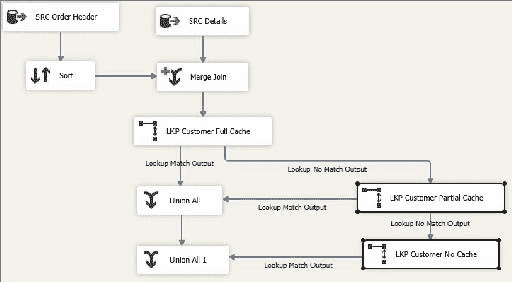 SRC Order Header
SRC Details
Sort
Merge Join
LKP Customer Full Cache
Lookup Match Output
Lookup No Match Output
Union All
Lookup Match Output
LKP Customer Partial Cache
Lookup No Match Output
Union All 1
Lookup Match Output
LKP Customer No Cache